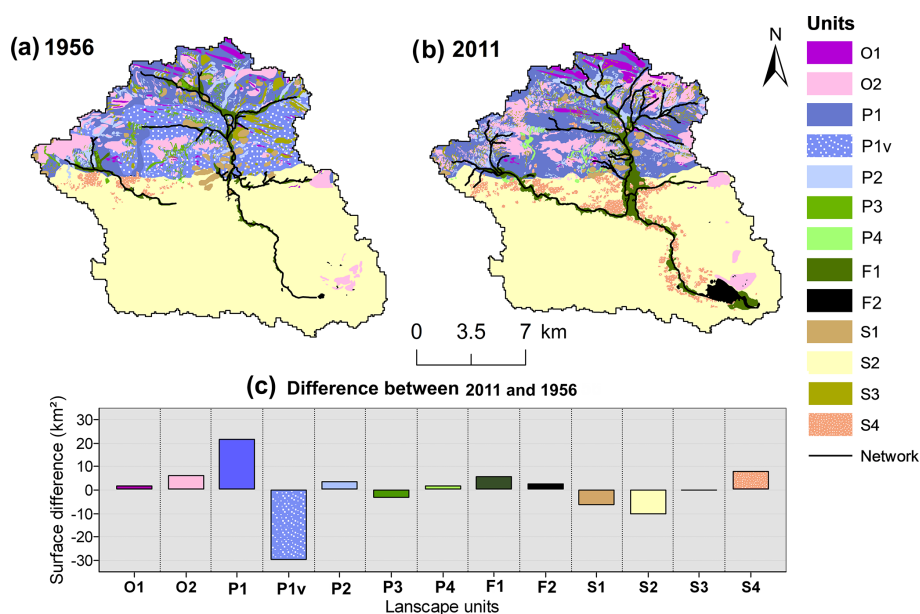 (a) 1956
(b) 2011
N
Units
O1
O2
P1
P1v
P2
P3
P4
F1
F2
S1
S2
S3
S4
Network
0 3.5 7 km
(c) Difference between 2011 and 1956
Surface difference (km²)
30
20
10
0
-10
-20
-30
O1 O2 P1 P1v P2 P3 P4 F1 F2 S1 S2 S3 S4
Lanscape units